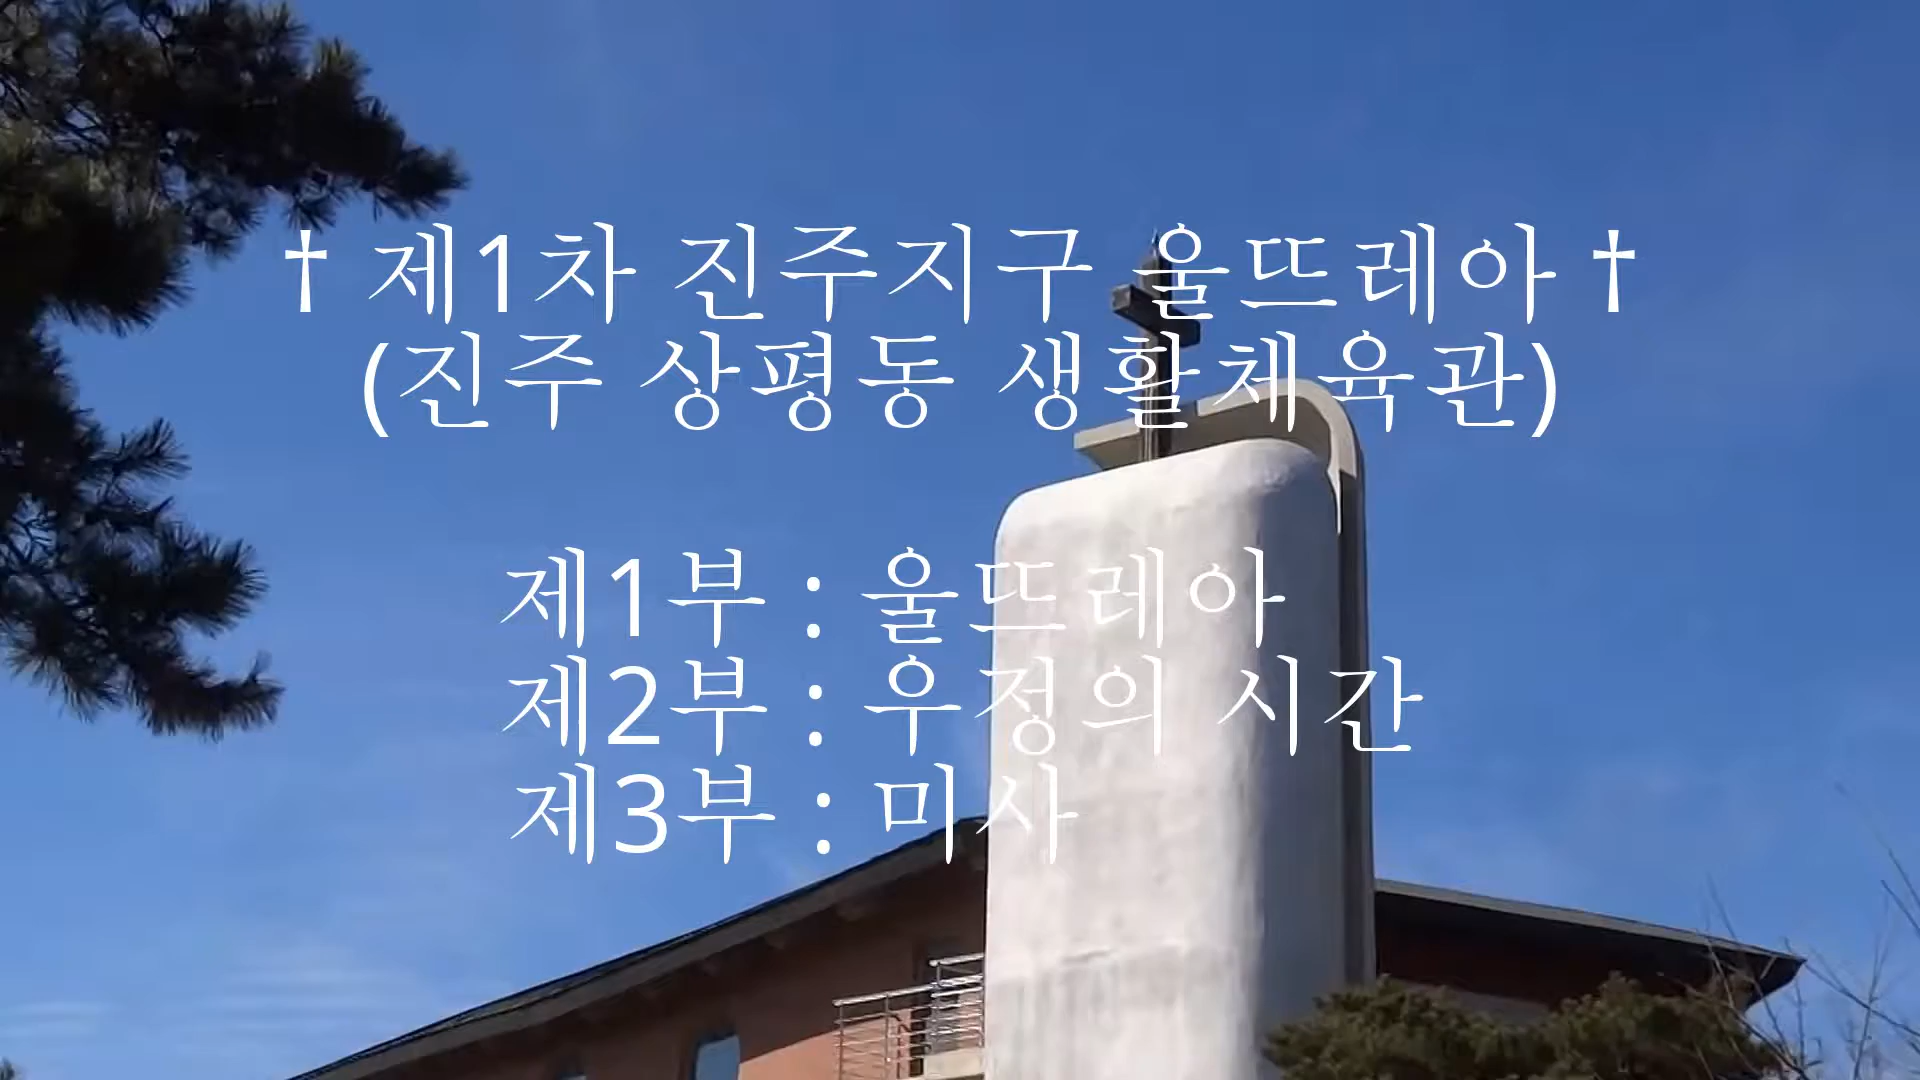 † 제1차 진주지구 울뜨레아 †
(진주 상평동 생활체육관)
제1부 : 울뜨레아
제2부 : 우정의 시간
제3부 : 미사